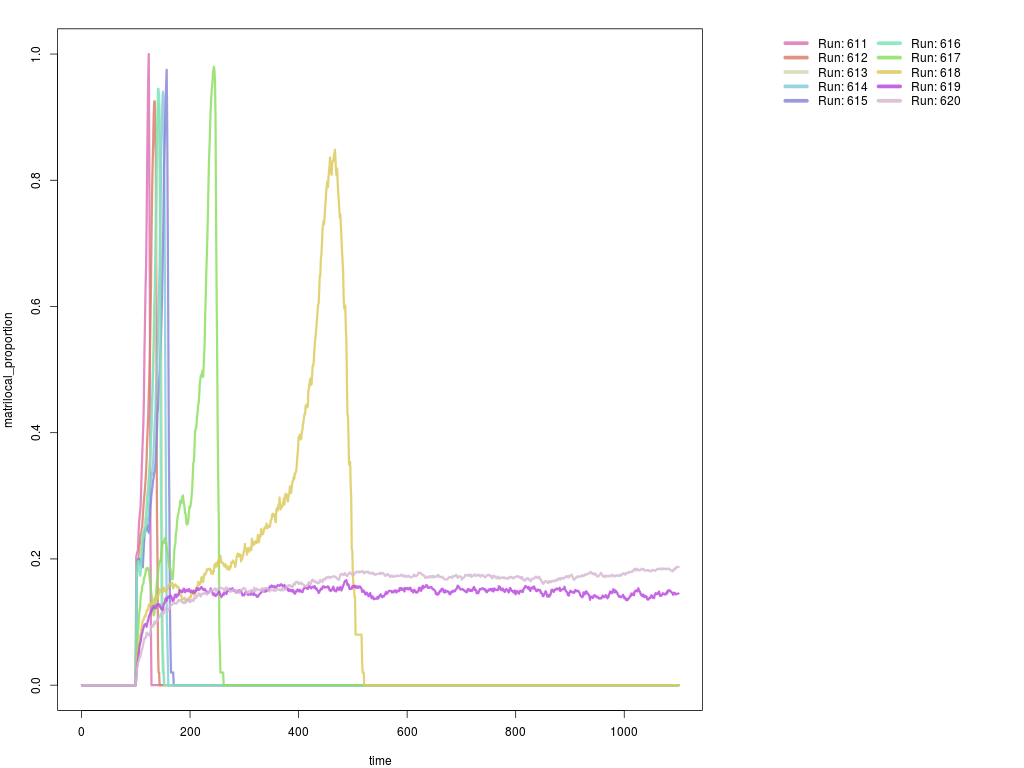 Run: 611
Run: 612
Run: 613
Run: 614
Run: 615
Run: 616
Run: 617
Run: 618
Run: 619
Run: 620
matrilocal_proportion
1.0
0.8
0.6
0.4
0.2
0.0
0 200 400 600 800 1000
time